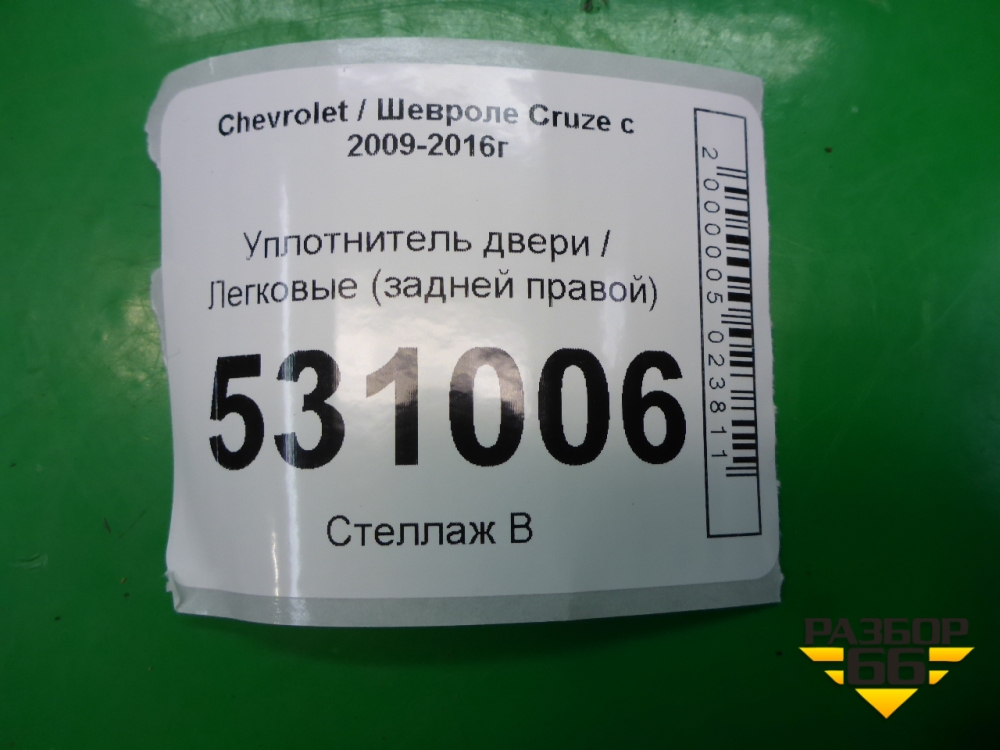 Chevrolet / Шевроле Cruze с
2009-2016г
Уплотнитель двери /
Легковые (задней правой)
531006
Стеллаж В
2000005023811
РАЗБОР
66